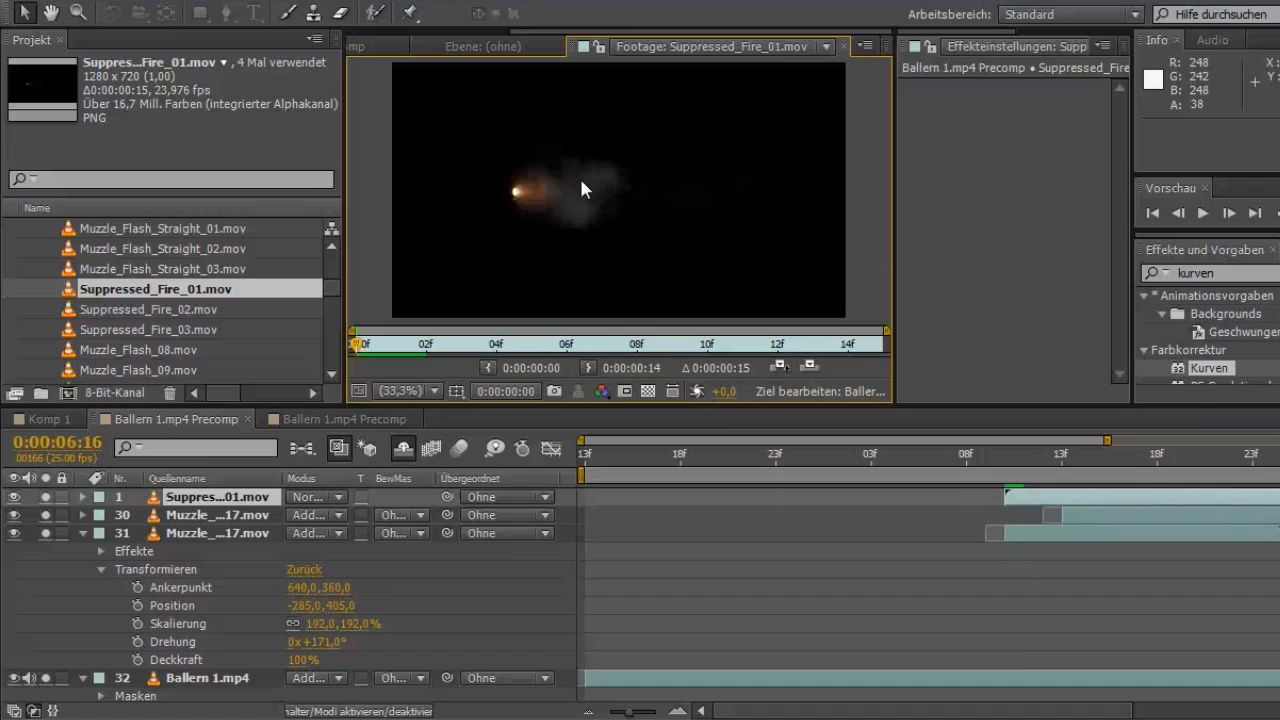 Arbeitsbereich: Standard Hilfe durchsuchen
Projekt
Suppres...Fire_01.mov ▼ , 4 Mal verwendet
1280 x 720 (1,00)
Δ0:00:00:15, 23,976 fps
Über 16,7 Mill. Farben (integrierter Alphakanal)
PNG
Name
Muzzle_Flash_Straight_01.mov
Muzzle_Flash_Straight_02.mov
Muzzle_Flash_Straight_03.mov
Suppressed_Fire_01.mov
Suppressed_Fire_02.mov
Suppressed_Fire_03.mov
Muzzle_Flash_08.mov
Muzzle_Flash_09.mov
8-Bit-Kanal
mp Ebene: (ohne) Footage: Suppressed_Fire_01.mov
0f 02f 04f 06f 08f 10f 12f 14f
0:00:00:00 0:00:00:14 Δ 0:00:00:15
(33,3%) 0:00:00:00 +0,0 Ziel bearbeiten: Baller...
Effekteinstellungen: Supp
Ballern 1.mp4 Precomp • Suppressed_Fire
Info Audio
R: 248 X:
G: 242 Y:
B: 248
A: 38
Vorschau
Effekte und Vorgaben
kurven
* Animationsvorgaben
Backgrounds
Geschwungen
Farbkorrektur
Kurven
Komp 1 Ballern 1.mp4 Precomp Ballern 1.mp4 Precomp
0:00:06:16
00166 (25.00 fps)
13f 18f 23f 03f 08f 13f 18f 23f
Nr. Quellenname Modus T BewMas Übergeordnet
1 Suppres...01.mov Nor... Ohne
30 Muzzle_...17.mov Add... Oh... Ohne
31 Muzzle_...17.mov Add... Oh... Ohne
Effekte
Transformieren Zurück
Ankerpunkt 640,0,360,0
Position -285,0,405,0
Skalierung 192,0,192,0%
Drehung 0x+171,0°
Deckkraft 100%
32 Ballern 1.mp4 Add... Oh... Ohne
Masken
halter/Modi aktivieren/deaktivier